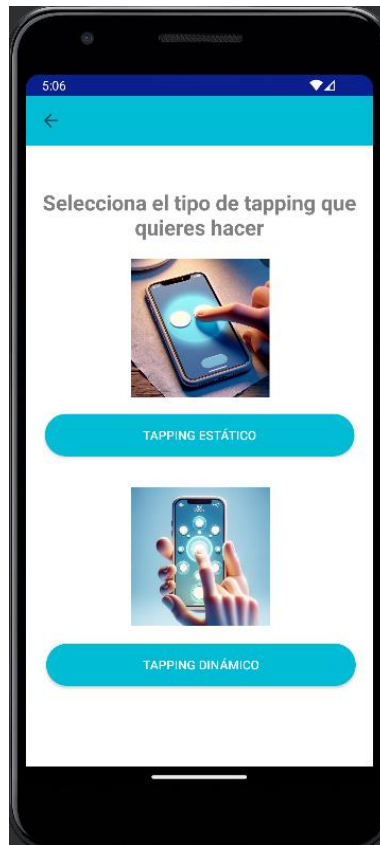 5:06
Selecciona el tipo de tapping que
quieres hacer
TAPPING ESTÁTICO
TAPPING DINÁMICO